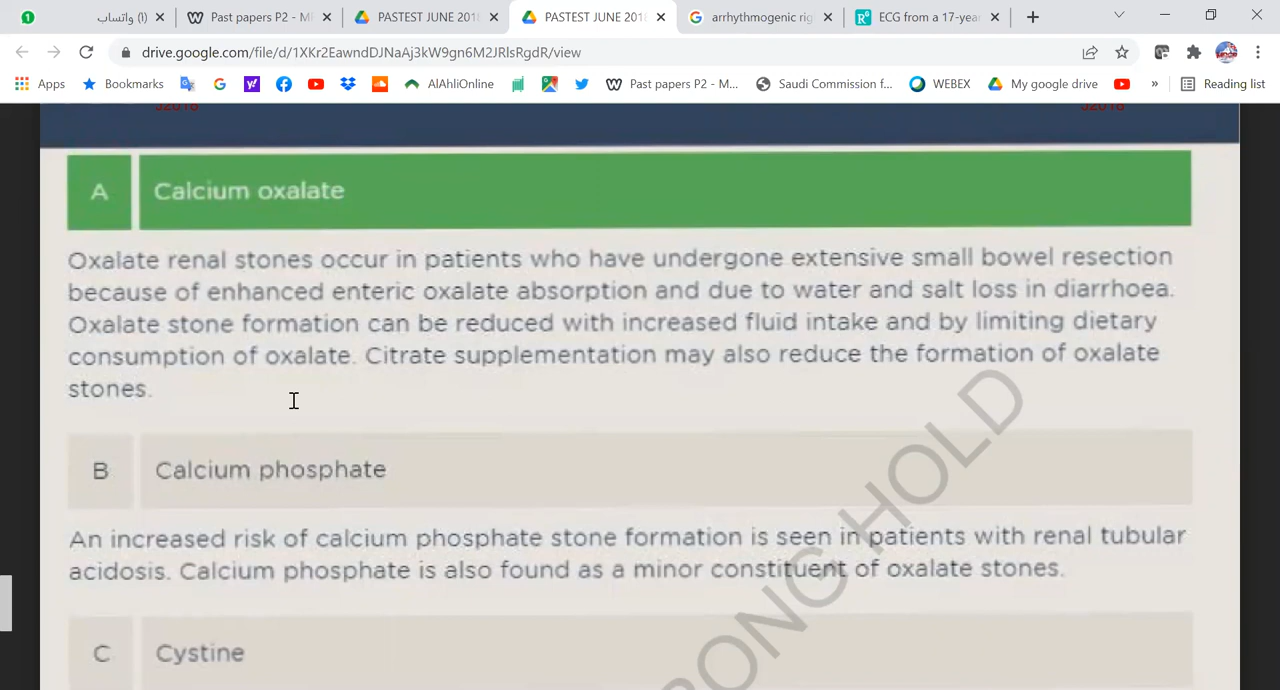 (1) واتساب
Past papers P2 - M
PASTEST JUNE 201
PASTEST JUNE 201
arrhythmogenic rig
ECG from a 17-yea
drive.google.com/file/d/1XKr2EawndDJNaAj3kW9gn6M2JRIsRgdR/view
Apps
Bookmarks
AlAhliOnline
Past papers P2 - M...
Saudi Commission f...
WEBEX
My google drive
»
Reading list
A Calcium oxalate
Oxalate renal stones occur in patients who have undergone extensive small bowel resection
because of enhanced enteric oxalate absorption and due to water and salt loss in diarrhoea.
Oxalate stone formation can be reduced with increased fluid intake and by limiting dietary
consumption of oxalate. Citrate supplementation may also reduce the formation of oxalate
stones.
B Calcium phosphate
An increased risk of calcium phosphate stone formation is seen in patients with renal tubular
acidosis. Calcium phosphate is also found as a minor constituent of oxalate stones.
C Cystine
RONG HOLD